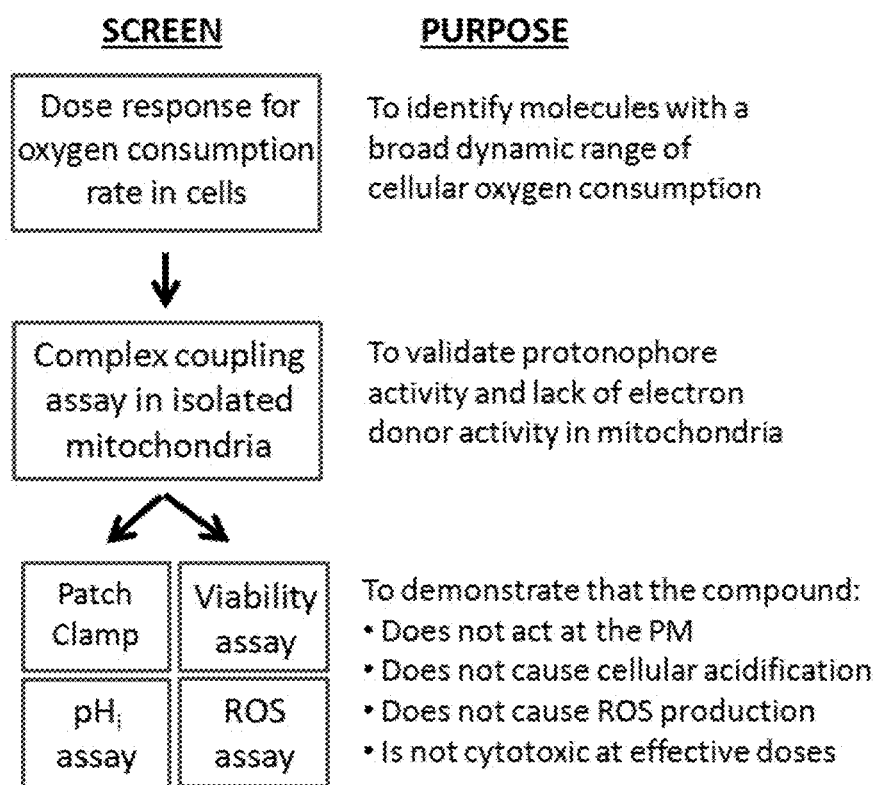 SCREEN
PURPOSE
Dose response for
oxygen consumption
rate in cells
To identify molecules with a
broad dynamic range of
cellular oxygen consumption
Complex coupling
assay in isolated
mitochondria
To validate protonophore
activity and lack of electron
donor activity in mitochondria
Patch
Clamp
Viability
assay
pHi
assay
ROS
assay
To demonstrate that the compound:
• Does not act at the PM
• Does not cause cellular acidification
• Does not cause ROS production
• Is not cytotoxic at effective doses